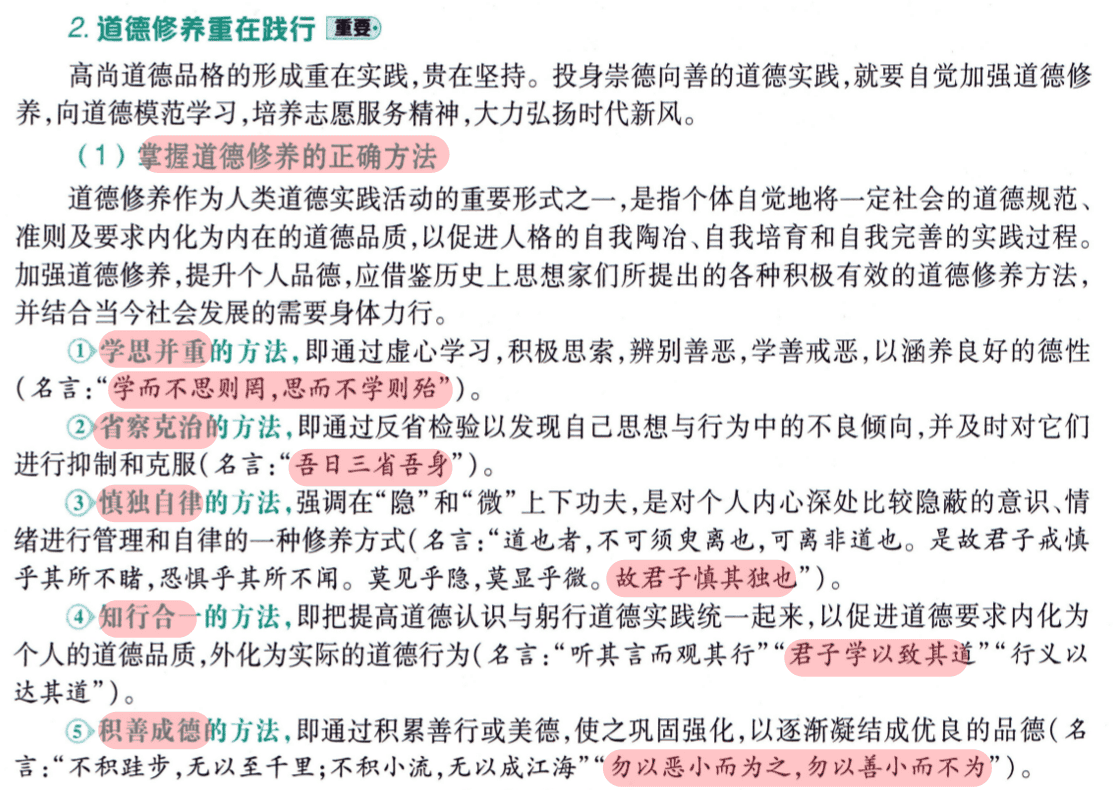 2. 道德修养重在践行 重要
高尚道德品格的形成重在实践,贵在坚持。投身崇德向善的道德实践,就要自觉加强道德修
养,向道德模范学习,培养志愿服务精神,大力弘扬时代新风。
(1)掌握道德修养的正确方法
道德修养作为人类道德实践活动的重要形式之一,是指个体自觉地将一定社会的道德规范、
准则及要求内化为内在的道德品质,以促进人格的自我陶冶、自我培育和自我完善的实践过程。
加强道德修养,提升个人品德,应借鉴历史上思想家们所提出的各种积极有效的道德修养方法,
并结合当今社会发展的需要身体力行。
①学思并重的方法,即通过虚心学习,积极思索,辨别善恶,学善戒恶,以涵养良好的德性
(名言:“学而不思则罔,思而不学则殆”)。
②省察克治的方法,即通过反省检验以发现自己思想与行为中的不良倾向,并及时对它们
进行抑制和克服(名言:“吾日三省吾身”)。
③慎独自律的方法,强调在“隐”和“微”上下功夫,是对个人内心深处比较隐蔽的意识、情
绪进行管理和自律的一种修养方式(名言:“道也者,不可须臾离也,可离非道也。是故君子戒慎
乎其所不睹,恐惧乎其所不闻。莫见乎隐,莫显乎微。故君子慎其独也”)。
④知行合一的方法,即把提高道德认识与躬行道德实践统一起来,以促进道德要求内化为
个人的道德品质,外化为实际的道德行为(名言:“听其言而观其行”“君子学以致其道”“行义以
达其道”)。
⑤积善成德的方法,即通过积累善行或美德,使之巩固强化,以逐渐凝结成优良的品德(名
言:“不积跬步,无以至千里;不积小流,无以成江海”“勿以恶小而为之,勿以善小而不为”)。